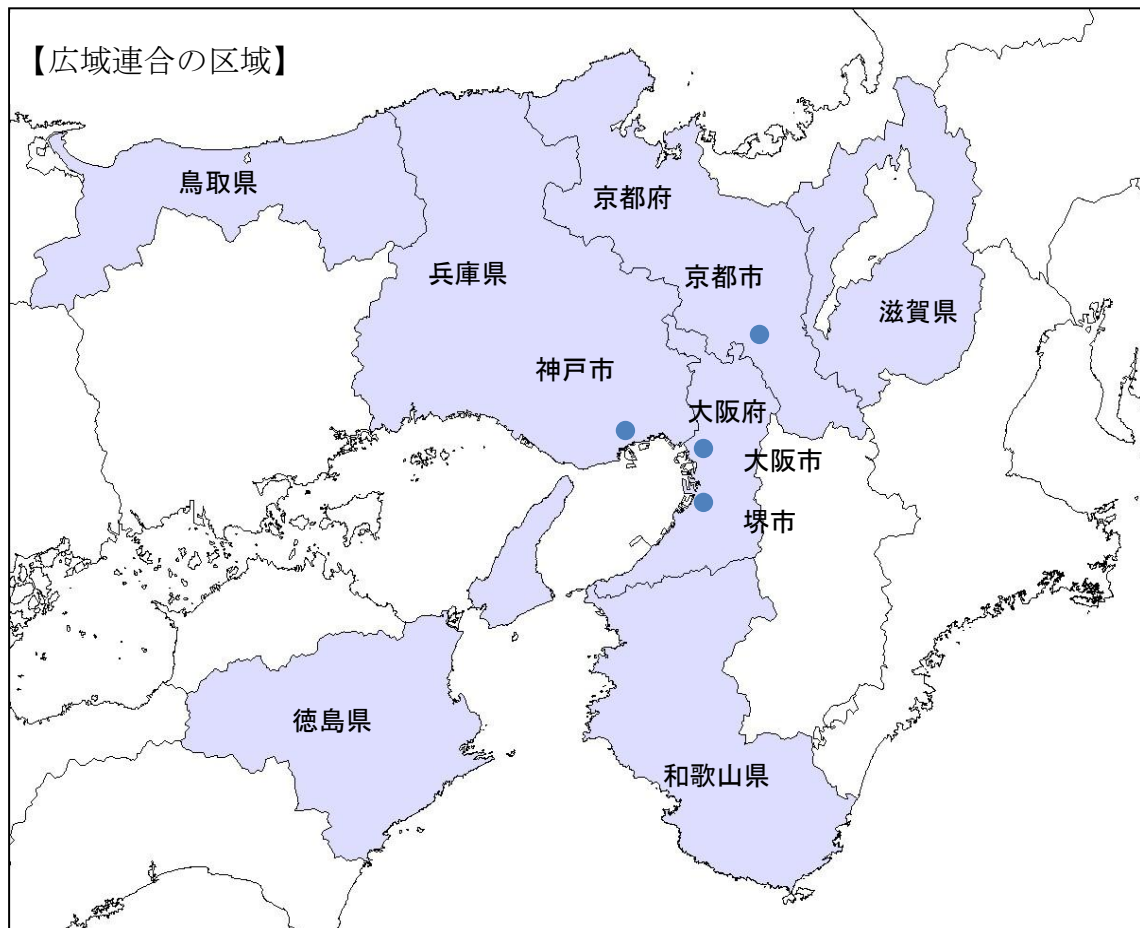 【広域連合の区域】
鳥取県
京都府
兵庫県
京都市
滋賀県
神戸市
大阪府
大阪市
堺市
徳島県
和歌山県